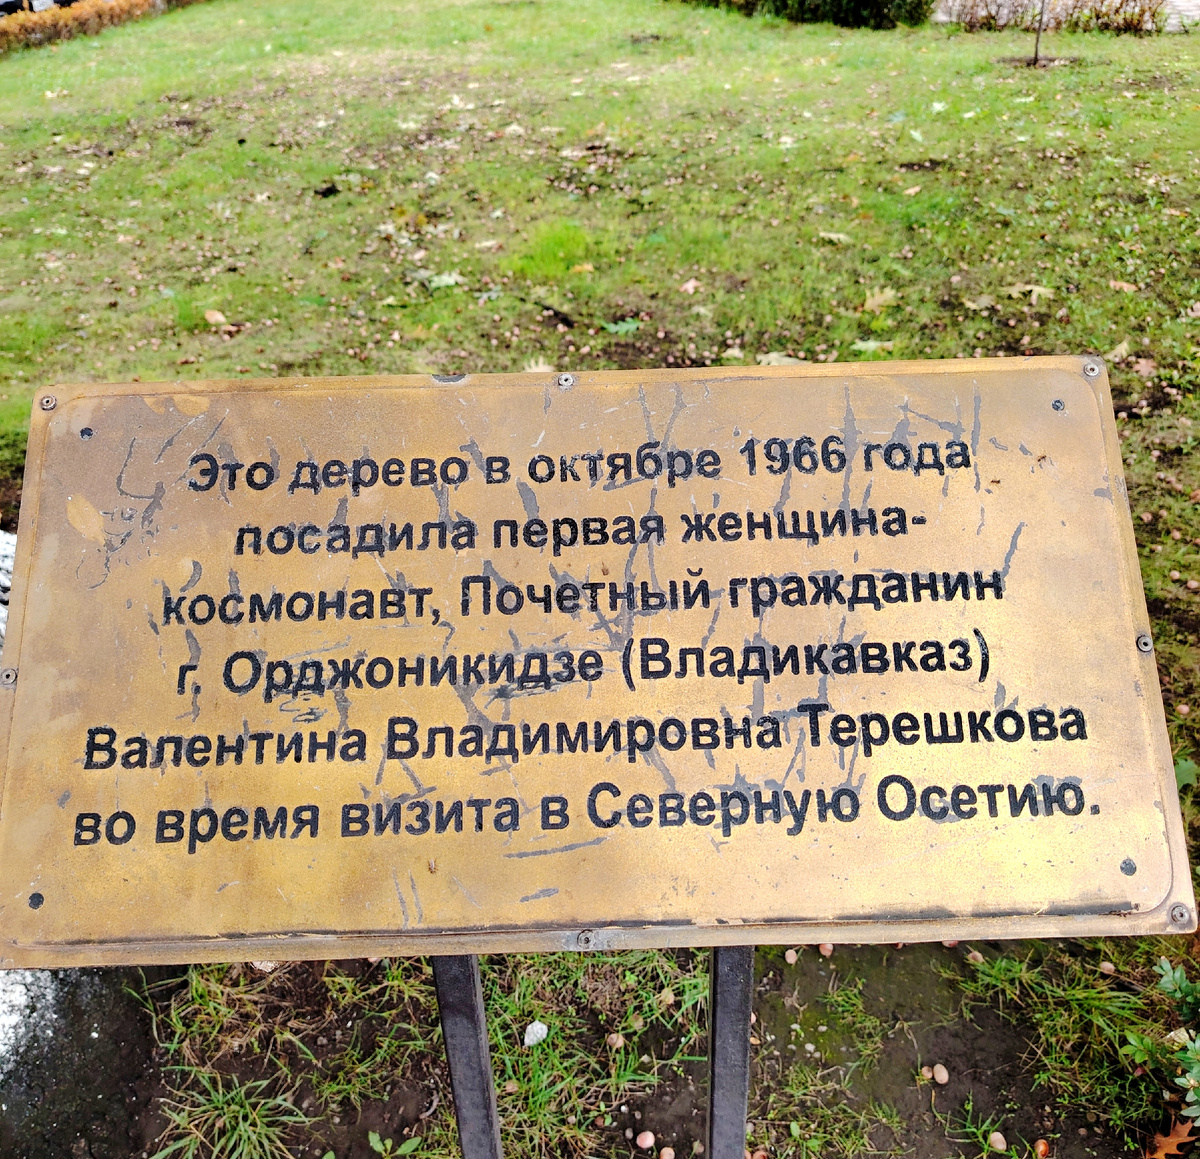 Это дерево в октябре 1966 года
посадила первая женщина-
космонавт, Почетный гражданин
г. Орджоникидзе (Владикавказ)
Валентина Владимировна Терешкова
во время визита в Северную Осетию.